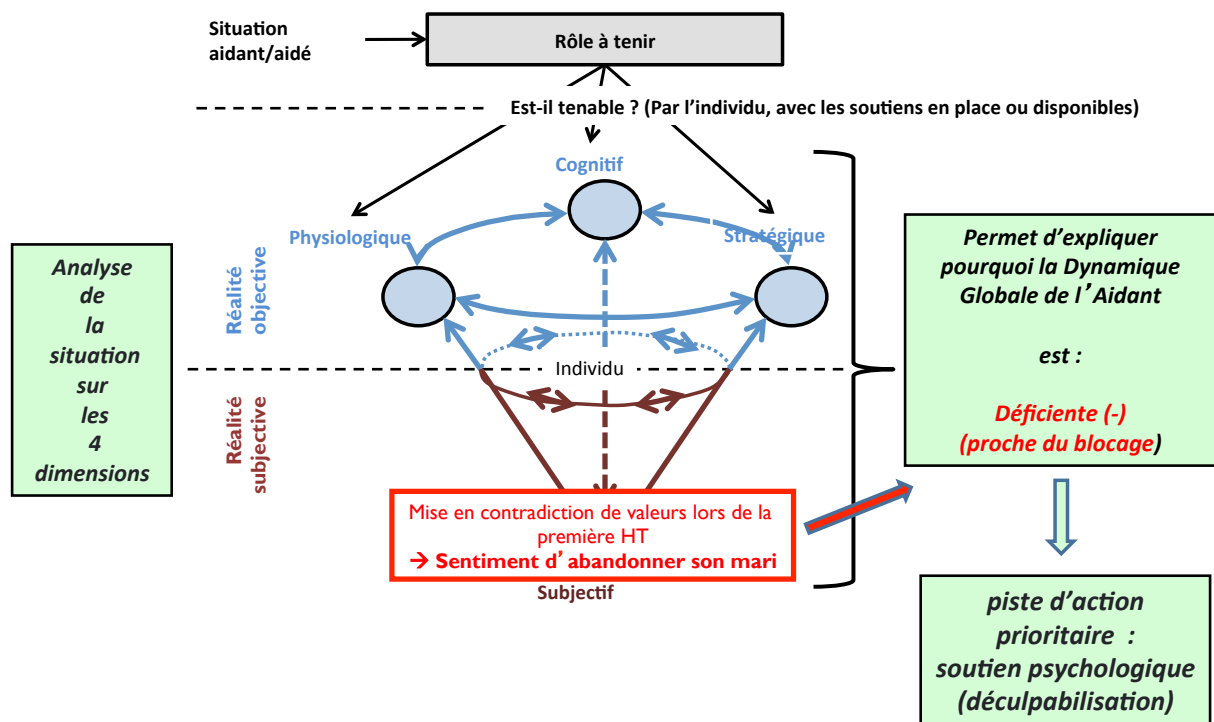 Situation
aidant/aidé
Rôle à tenir
Est-il tenable ? (Par l'individu, avec les soutiens en place ou disponibles)
Cognitif
Physiologique
Stratégique
Analyse
de
la
situation
sur
les
4
dimensions
Réalité
objective
Individu
Réalité
subjective
Mise en contradiction de valeurs lors de la
première HT
→ Sentiment d'abandonner son mari
Subjectif
Permet d'expliquer
pourquoi la Dynamique
Globale de l'Aidant
est :
Déficiente (-)
(proche du blocage)
piste d'action
prioritaire :
soutien psychologique
(déculpabilisation)